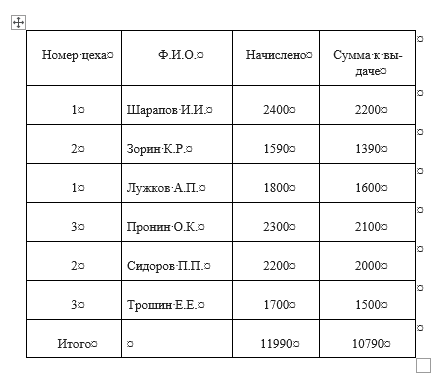 Номер цеха Ф.И.О. Начислено Сумма к вы-
даче
1 Шарапов И.И. 2400 2200
2 Зорин К.Р. 1590 1390
1 Лужков А.П. 1800 1600
3 Пронин О.К. 2300 2100
2 Сидоров П.П. 2200 2000
3 Трошин Е.Е. 1700 1500
Итого 11990 10790